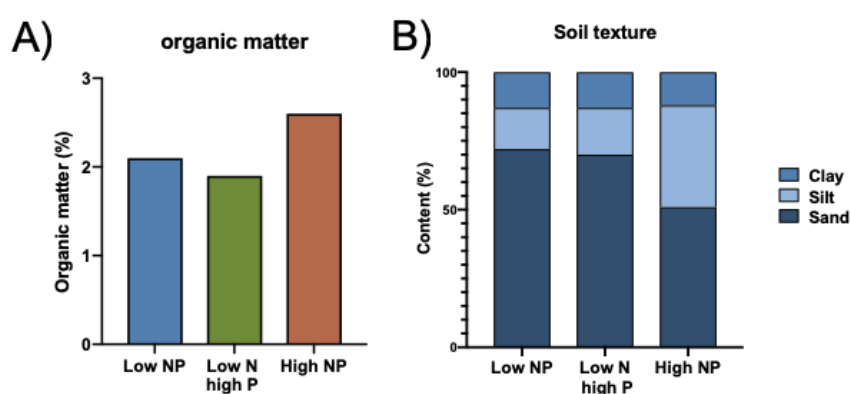 A)
organic matter
Organic matter (%)
3
2
1
0
Low NP
Low N
high P
High NP
B)
Soil texture
Content (%)
100
50
0
Low NP
Low N
high P
High NP
Clay
Silt
Sand